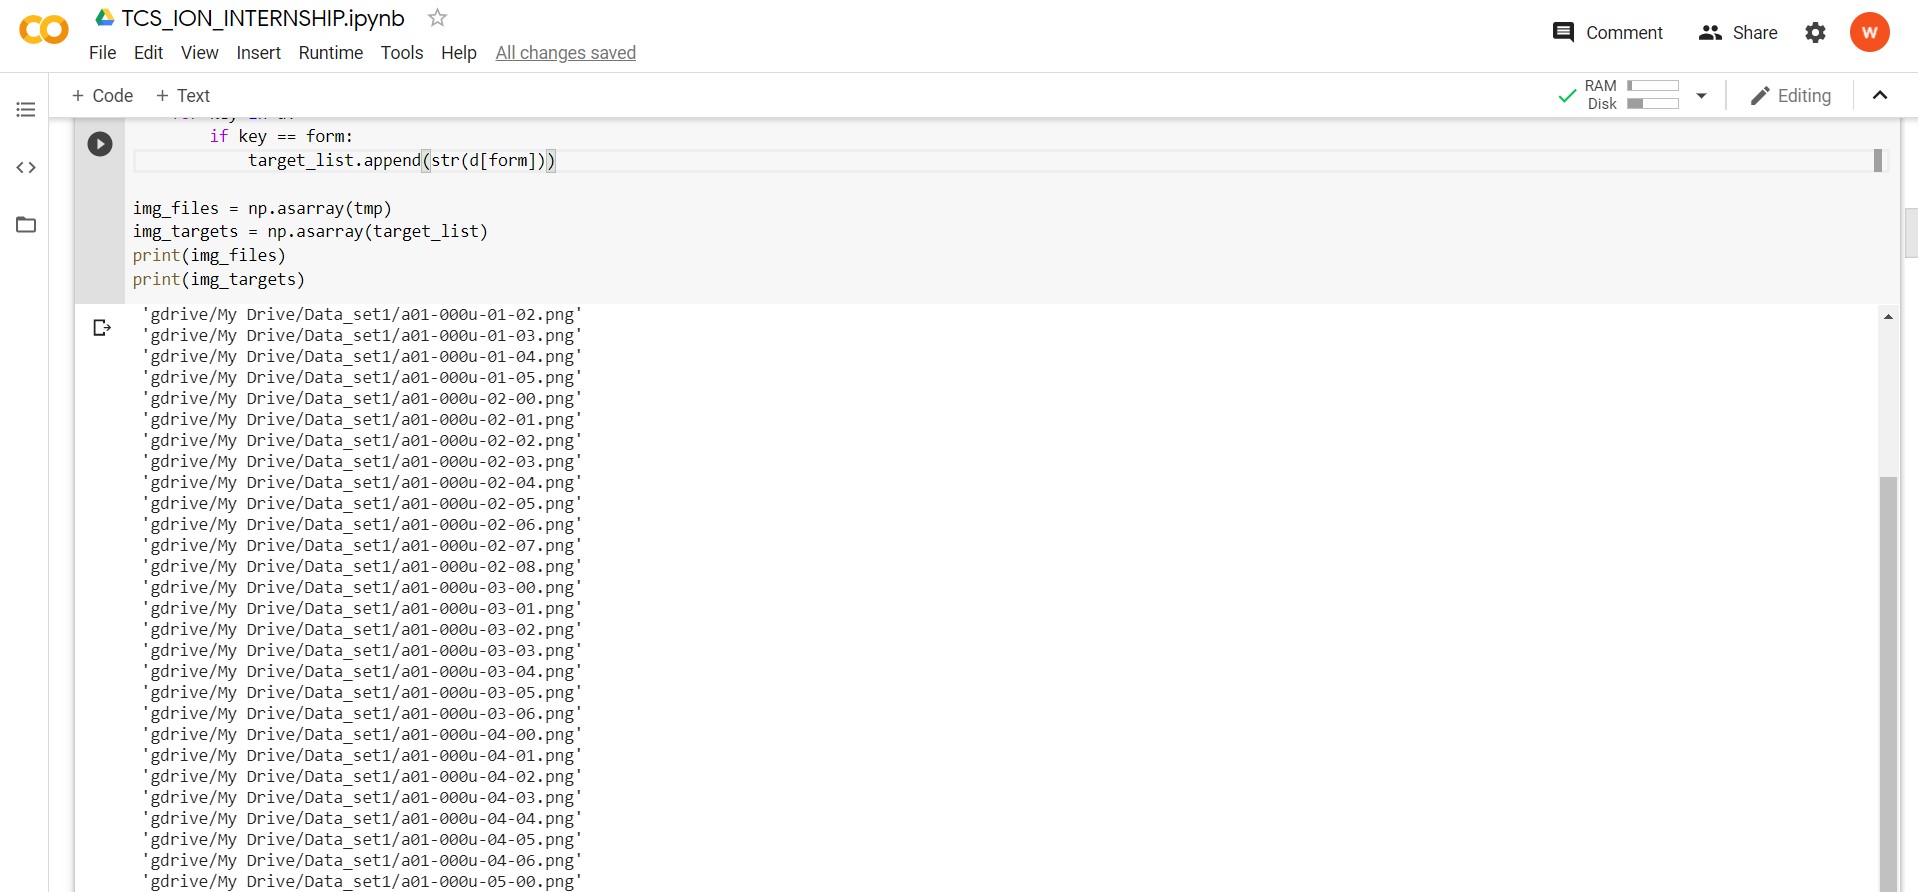 TCS_ION_INTERNSHIP.ipynb
File Edit View Insert Runtime Tools Help All changes saved
Comment Share W
+ Code + Text
RAM
Disk
Editing
if key == form:
target_list.append(str(d[form]))
img_files = np.asarray(tmp)
img_targets = np.asarray(target_list)
print(img_files)
print(img_targets)
'gdrive/My Drive/Data_set1/a01-000u-01-02.png'
'gdrive/My Drive/Data_set1/a01-000u-01-03.png'
'gdrive/My Drive/Data_set1/a01-000u-01-04.png'
'gdrive/My Drive/Data_set1/a01-000u-01-05.png'
'gdrive/My Drive/Data_set1/a01-000u-02-00.png'
'gdrive/My Drive/Data_set1/a01-000u-02-01.png'
'gdrive/My Drive/Data_set1/a01-000u-02-02.png'
'gdrive/My Drive/Data_set1/a01-000u-02-03.png'
'gdrive/My Drive/Data_set1/a01-000u-02-04.png'
'gdrive/My Drive/Data_set1/a01-000u-02-05.png'
'gdrive/My Drive/Data_set1/a01-000u-02-06.png'
'gdrive/My Drive/Data_set1/a01-000u-02-07.png'
'gdrive/My Drive/Data_set1/a01-000u-02-08.png'
'gdrive/My Drive/Data_set1/a01-000u-03-00.png'
'gdrive/My Drive/Data_set1/a01-000u-03-01.png'
'gdrive/My Drive/Data_set1/a01-000u-03-02.png'
'gdrive/My Drive/Data_set1/a01-000u-03-03.png'
'gdrive/My Drive/Data_set1/a01-000u-03-04.png'
'gdrive/My Drive/Data_set1/a01-000u-03-05.png'
'gdrive/My Drive/Data_set1/a01-000u-03-06.png'
'gdrive/My Drive/Data_set1/a01-000u-04-00.png'
'gdrive/My Drive/Data_set1/a01-000u-04-01.png'
'gdrive/My Drive/Data_set1/a01-000u-04-02.png'
'gdrive/My Drive/Data_set1/a01-000u-04-03.png'
'gdrive/My Drive/Data_set1/a01-000u-04-04.png'
'gdrive/My Drive/Data_set1/a01-000u-04-05.png'
'gdrive/My Drive/Data_set1/a01-000u-04-06.png'
'gdrive/My Drive/Data_set1/a01-000u-05-00.png'